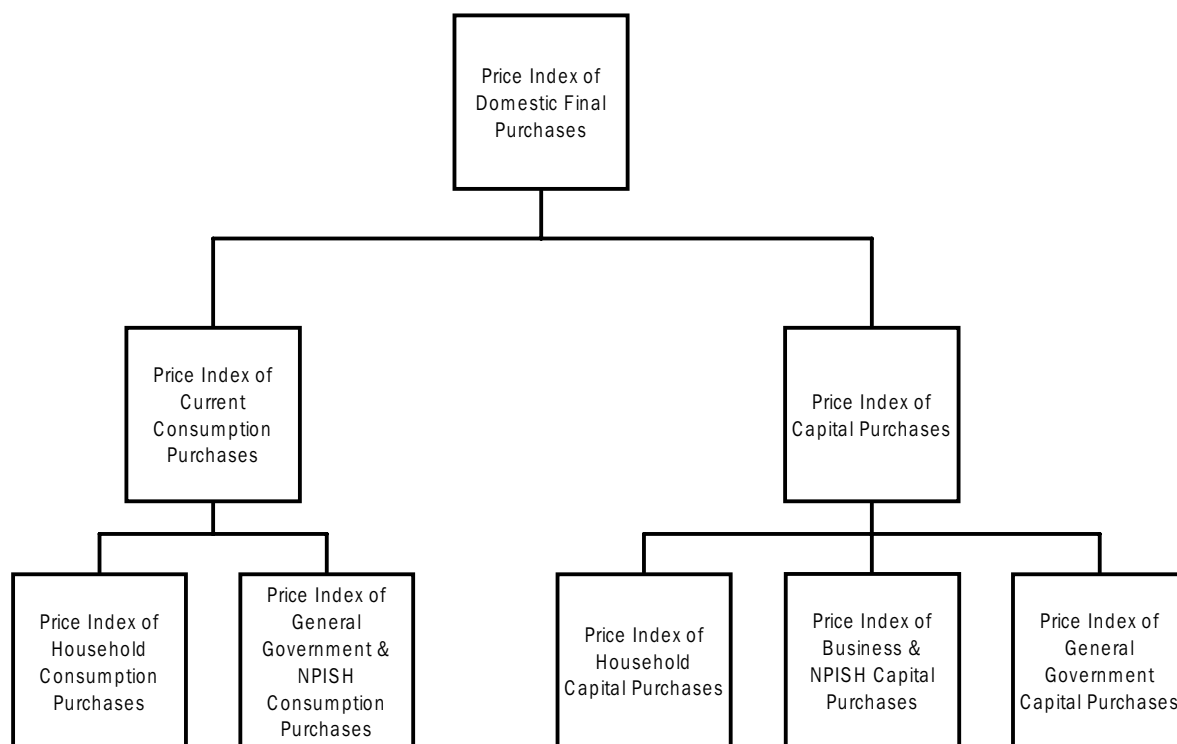 Price Index of
Domestic Final
Purchases
Price Index of
Current
Consumption
Purchases
Price Index of
Capital Purchases
Price Index of
Household
Consumption
Purchases
Price Index of
General
Government &
NPISH
Consumption
Purchases
Price Index of
Household
Capital Purchases
Price Index of
Business &
NPISH Capital
Purchases
Price Index of
General
Government
Capital Purchases